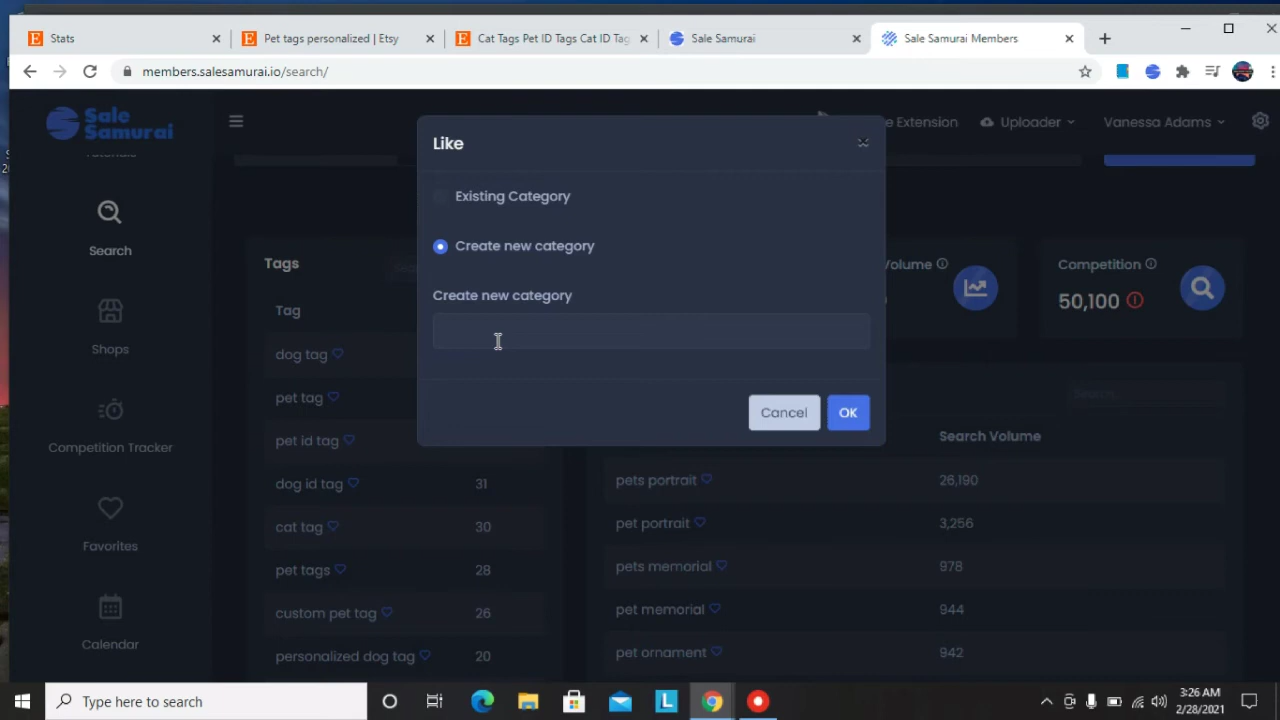 Stats
Pet tags personalized | Etsy
Cat Tags Pet ID Tags Cat ID Tag
Sale Samurai
Sale Samurai Members
members.salesamurai.io/search/
Sale Samurai
e Extension
Uploader
Vanessa Adams
Tutorials
Search
Shops
Competition Tracker
Favorites
Calendar
Like
Existing Category
Create new category
Create new category
Cancel
OK
Tags
Tag
dog tag
pet tag
pet id tag
dog id tag 31
cat tag 30
pet tags 28
custom pet tag 26
personalized dog tag 20
Volume
Competition
50,100
Search
Search Volume
pets portrait 26,190
pet portrait 3,256
pets memorial 978
pet memorial 944
pet ornament 942
Type here to search
L
3:26 AM
2/28/2021